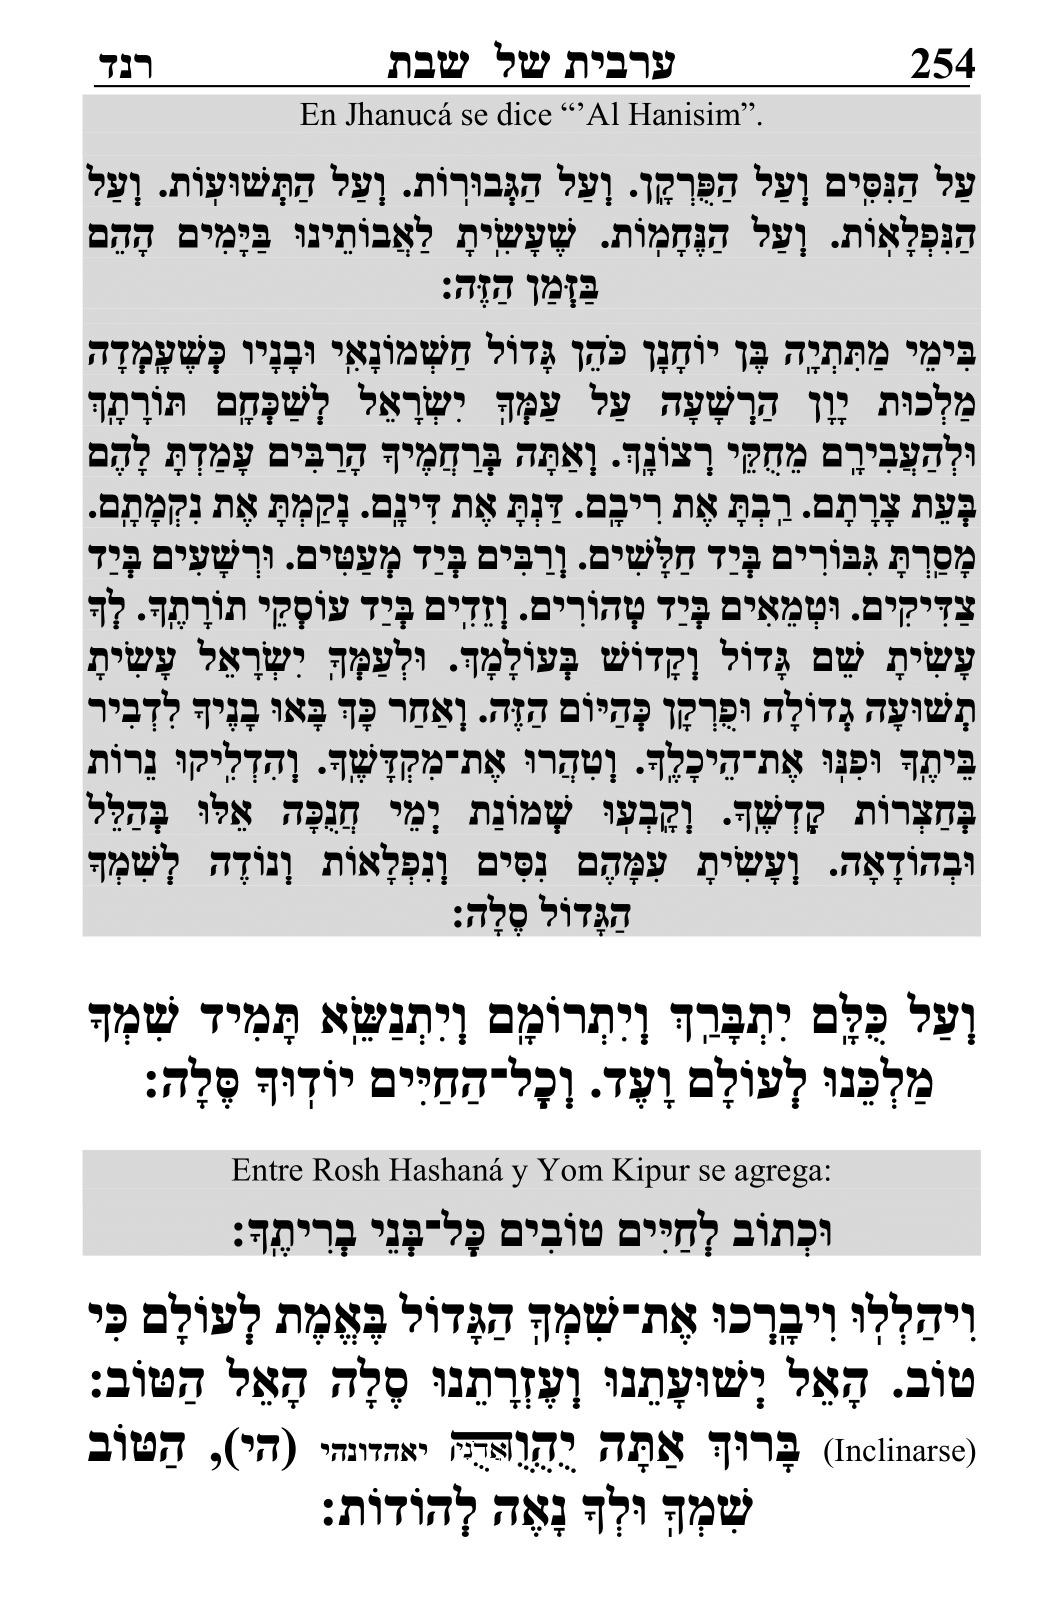 254 ערבית של שבת רנד
En Jhanucá se dice “’Al Hanisim”.
עַל הַנִּסִּים וְעַל הַפֻּרְקָן. וְעַל הַגְּבוּרוֹת. וְעַל הַתְּשׁוּעוֹת. וְעַל
הַנִּפְלָאוֹת. וְעַל הַנֶּחָמוֹת. שֶׁעָשִׂיתָ לַאֲבוֹתֵינוּ בַּיָּמִים הָהֵם
בַּזְּמַן הַזֶּה:
בִּימֵי מַתִּתְיָה בֶּן יוֹחָנָן כֹּהֵן גָּדוֹל חַשְׁמוֹנָאִי וּבָנָיו כְּשֶׁעָמְדָה
מַלְכוּת יָוָן הַרְשָׁעָה עַל עַמְּךָ יִשְׂרָאֵל לְשַׁכְּחָם תּוֹרָתָךְ
וּלְהַעֲבִירָם מֵחֻקֵּי רְצוֹנָךְ. וְאַתָּה בְּרַחֲמֶיךָ הָרַבִּים עָמַדְתָּ לָהֶם
בְּעֵת צָרָתָם. רַבְתָּ אֶת רִיבָם. דַּנְתָּ אֶת דִּינָם. נָקַמְתָּ אֶת נִקְמָתָם.
מָסַרְתָּ גִּבּוֹרִים בְּיַד חַלָּשִׁים. וְרַבִּים בְּיַד מְעַטִּים. וּרְשָׁעִים בְּיַד
צַדִּיקִים. וּטְמֵאִים בְּיַד טְהוֹרִים. וְזֵדִים בְּיַד עוֹסְקֵי תוֹרָתֶךָ. לְךָ
עָשִׂיתָ שֵׁם גָּדוֹל וְקָדוֹשׁ בְּעוֹלָמָךְ. וּלְעַמְּךָ יִשְׂרָאֵל עָשִׂיתָ
תְּשׁוּעָה גְדוֹלָה וּפֻרְקָן כְּהַיּוֹם הַזֶּה. וְאַחַר כָּךְ בָּאוּ בָנֶיךָ לִדְבִיר
בֵּיתֶךָ וּפִנּוּ אֶת־הֵיכָלֶךָ. וְטִהֲרוּ אֶת־מִקְדָּשֶׁךָ. וְהִדְלִיקוּ נֵרוֹת
בְּחַצְרוֹת קָדְשֶׁךָ. וְקָבְעוּ שְׁמוֹנַת יְמֵי חֲנֻכָּה אֵלּוּ בְּהַלֵּל
וּבְהוֹדָאָה. וְעָשִׂיתָ עִמָּהֶם נִסִּים וְנִפְלָאוֹת וְנוֹדֶה לְשִׁמְךָ
הַגָּדוֹל סֶלָה:
וְעַל כֻּלָּם יִתְבָּרַךְ וְיִתְרוֹמָם וְיִתְנַשֵּׂא תָּמִיד שִׁמְךָ
מַלְכֵּנוּ לְעוֹלָם וָעֶד. וְכָל־הַחַיִּים יוֹדוּךָ סֶּלָה:
Entre Rosh Hashaná y Yom Kipur se agrega:
וּכְתוֹב לְחַיִּים טוֹבִים כָּל־בְּנֵי בְרִיתֶךָ:
וִיהַלְלוּ וִיבָרְכוּ אֶת־שִׁמְךָ הַגָּדוֹל בֶּאֱמֶת לְעוֹלָם כִּי
טוֹב. הָאֵל יְשׁוּעָתֵנוּ וְעֶזְרָתֵנוּ סֶלָה הָאֵל הַטּוֹב:
(Inclinarse) בָּרוּךְ אַתָּה יֻהֻוֻהֻ אֲדֹנָי יאהדונהי (הי), הַטּוֹב
שִׁמְךָ וּלְךָ נָאֶה לְהוֹדוֹת: